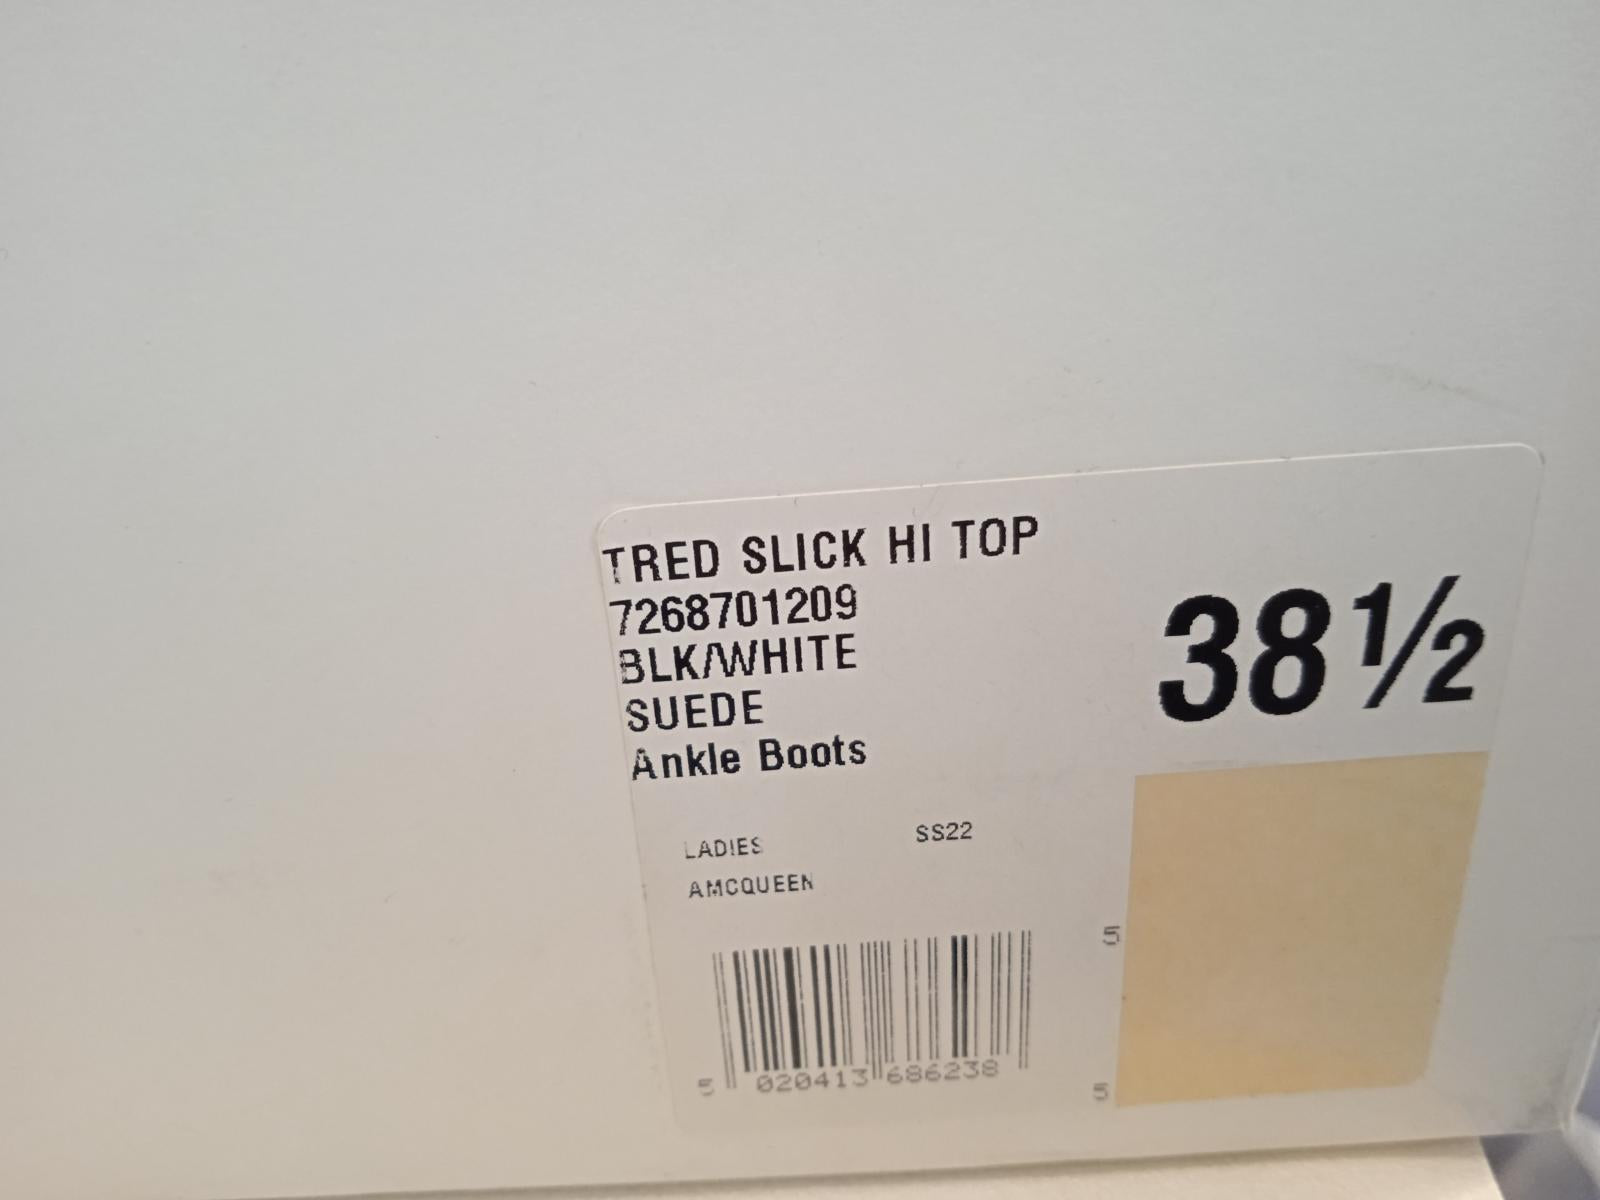 TRED SLICK HI TOP
7268701209
BLK/WHITE
SUEDE
Ankle Boots
38½
LADIES SS22
AMCQUEEN
5
5 020413 686238
5